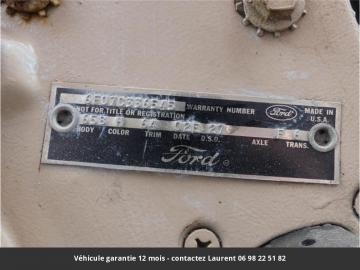 NOT FOR TITLE OR REGISTRATION WARRANTY NUMBER Ford MADE IN U.S.A.
BODY COLOR TRIM DATE D.S.O. AXLE TRANS.
Ford
Véhicule garantie 12 mois - contactez Laurent 06 98 22 51 82